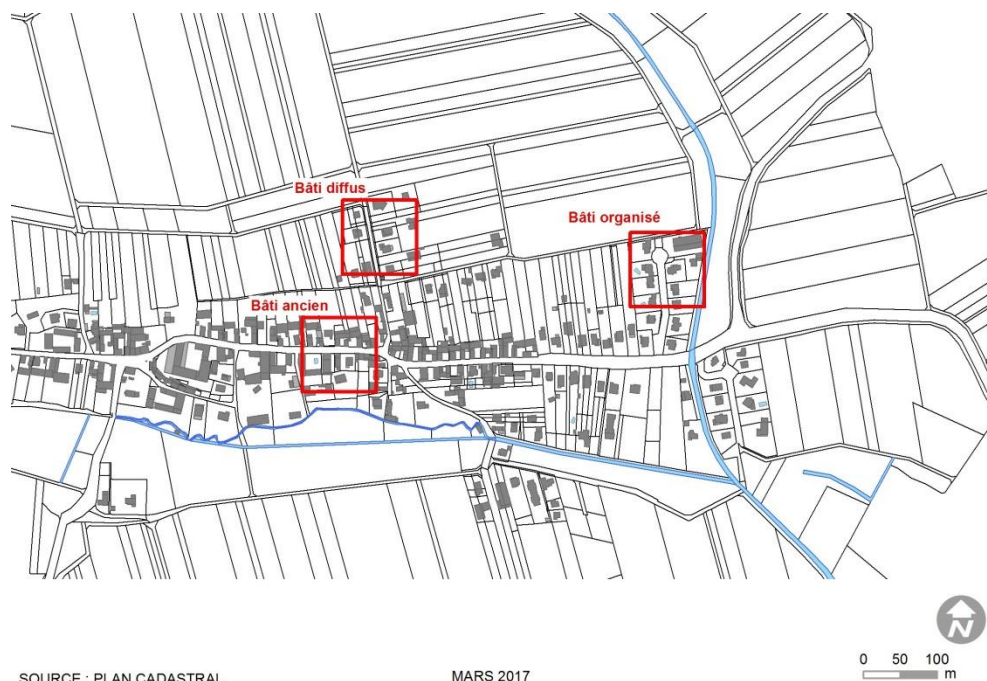 Bâti diffus
Bâti organisé
Bâti ancien
N
0 50 100
m
SOURCE : PLAN CADASTRAL
MARS 2017